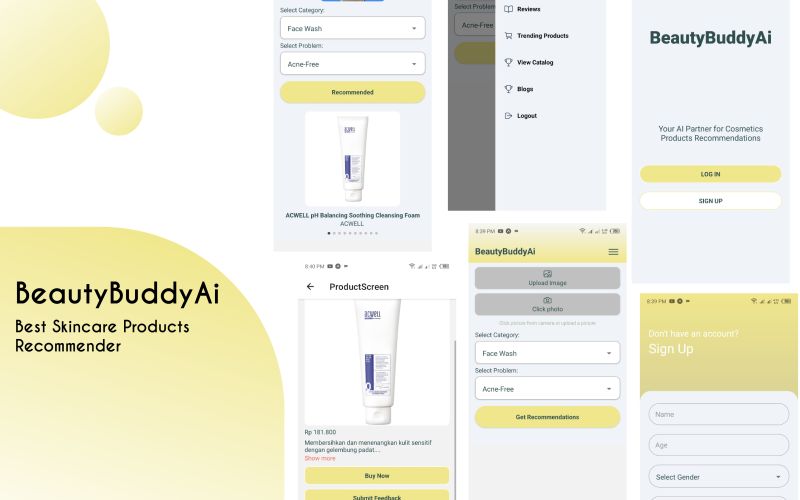 BeautyBuddyAi
Best Skincare Products
Recommender
Select Category:
Face Wash
Select Problem:
Acne-Free
Recommended
ACWELL
ACWELL pH Balancing Soothing Cleansing Foam
ACWELL
8:40 PM
ProductScreen
acwell
Rp 181.800
Membersihkan dan menenangkan kulit sensitif
dengan gelembung padat....
Show more
Buy Now
Submit Feedback
Select Problem
Acne-Free
Reviews
Trending Products
View Catalog
Blogs
Logout
8:39 PM
BeautyBuddyAi
Upload Image
Click photo
Click picture from camera or upload a picture
Select Category:
Face Wash
Select Problem:
Acne-Free
Get Recommendations
BeautyBuddyAi
Your AI Partner for Cosmetics
Products Recommendations
LOG IN
SIGN UP
8:39 PM
Don't have an account?
Sign Up
Name
Age
Select Gender